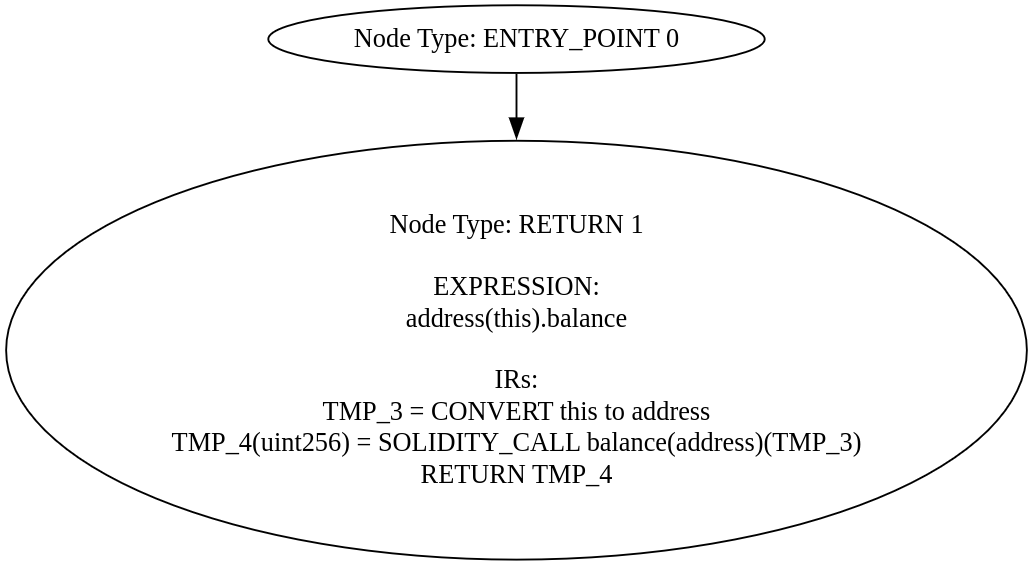 Node Type: ENTRY_POINT 0
Node Type: RETURN 1
EXPRESSION:
address(this).balance
IRs:
TMP_3 = CONVERT this to address
TMP_4(uint256) = SOLIDITY_CALL balance(address)(TMP_3)
RETURN TMP_4